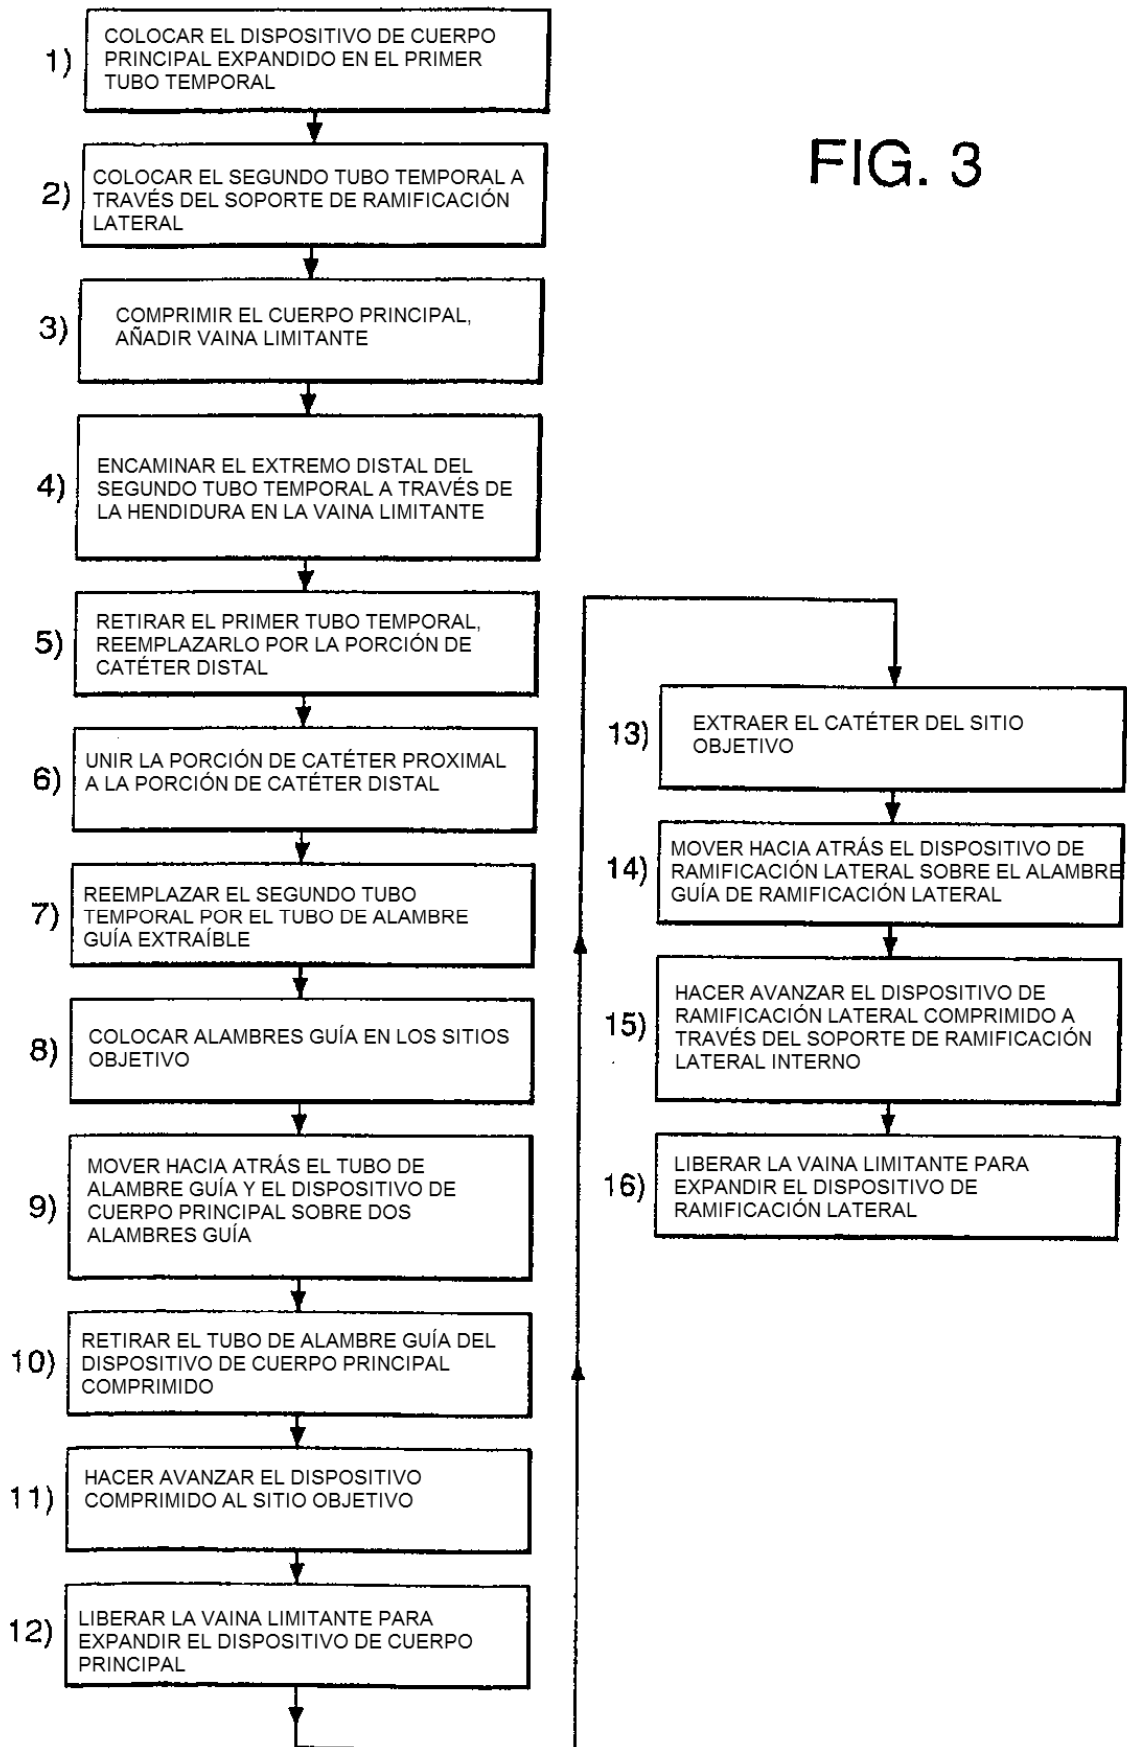 FIG. 3
1)
COLOCAR EL DISPOSITIVO DE CUERPO
PRINCIPAL EXPANDIDO EN EL PRIMER
TUBO TEMPORAL
2)
COLOCAR EL SEGUNDO TUBO TEMPORAL A
TRAVÉS DEL SOPORTE DE RAMIFICACIÓN
LATERAL
3)
COMPRIMIR EL CUERPO PRINCIPAL,
AÑADIR VAINA LIMITANTE
4)
ENCAMINAR EL EXTREMO DISTAL DEL
SEGUNDO TUBO TEMPORAL A TRAVÉS DE
LA HENDIDURA EN LA VAINA LIMITANTE
5)
RETIRAR EL PRIMER TUBO TEMPORAL,
REEMPLAZARLO POR LA PORCIÓN DE
CATÉTER DISTAL
6)
UNIR LA PORCIÓN DE CATÉTER PROXIMAL
A LA PORCIÓN DE CATÉTER DISTAL
7)
REEMPLAZAR EL SEGUNDO TUBO
TEMPORAL POR EL TUBO DE ALAMBRE
GUÍA EXTRAÍBLE
8)
COLOCAR ALAMBRES GUÍA EN LOS SITIOS
OBJETIVO
9)
MOVER HACIA ATRÁS EL TUBO DE
ALAMBRE GUÍA Y EL DISPOSITIVO DE
CUERPO PRINCIPAL SOBRE DOS
ALAMBRES GUÍA
10)
RETIRAR EL TUBO DE ALAMBRE GUÍA DEL
DISPOSITIVO DE CUERPO PRINCIPAL
COMPRIMIDO
11)
HACER AVANZAR EL DISPOSITIVO
COMPRIMIDO AL SITIO OBJETIVO
12)
LIBERAR LA VAINA LIMITANTE PARA
EXPANDIR EL DISPOSITIVO DE CUERPO
PRINCIPAL
13)
EXTRAER EL CATÉTER DEL SITIO
OBJETIVO
14)
MOVER HACIA ATRÁS EL DISPOSITIVO DE
RAMIFICACIÓN LATERAL SOBRE EL ALAMBRE
GUÍA DE RAMIFICACIÓN LATERAL
15)
HACER AVANZAR EL DISPOSITIVO DE
RAMIFICACIÓN LATERAL COMPRIMIDO A
TRAVÉS DEL SOPORTE DE RAMIFICACIÓN
LATERAL INTERNO
16)
LIBERAR LA VAINA LIMITANTE PARA
EXPANDIR EL DISPOSITIVO DE
RAMIFICACIÓN LATERAL